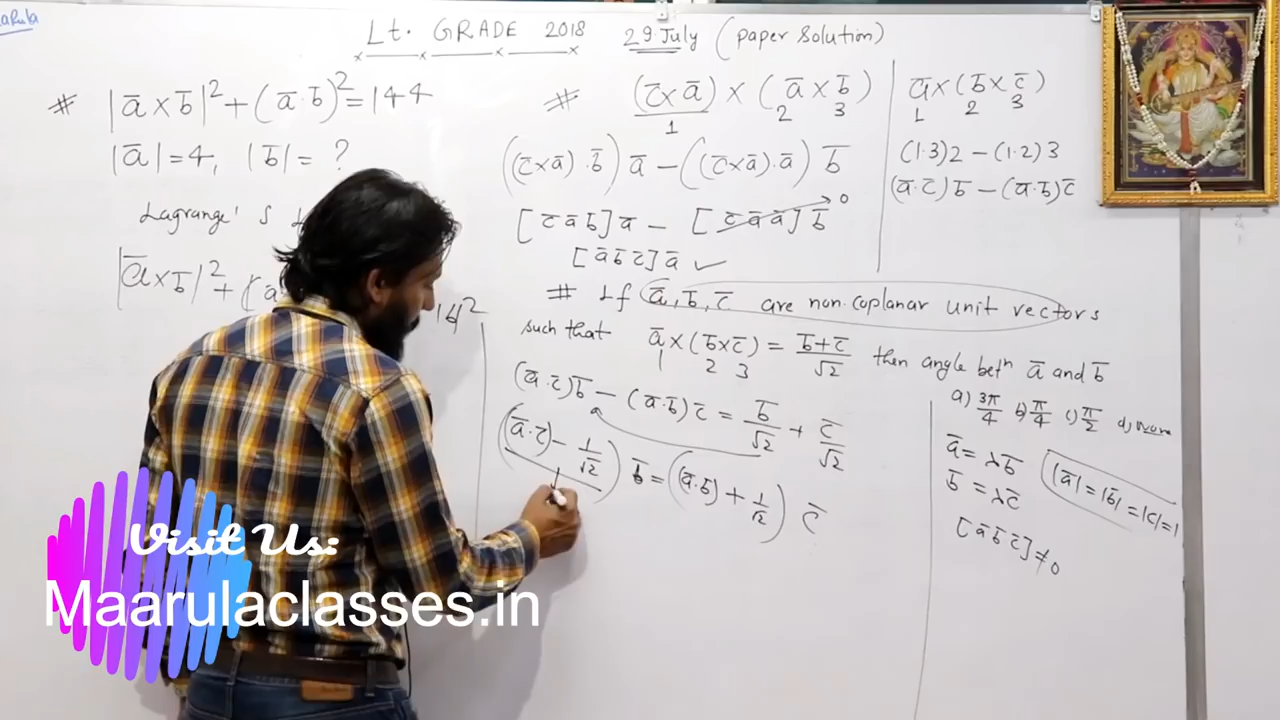 Lt. GRADE 2018 29 July (paper solution)
# |a̅ × b̅|² + (a̅·b̅)² = 144
|a̅| = 4, |b̅| = ?
Lagrange's
|a̅ × b̅|² + (a̅
# (c̅×a̅) × (a̅ × b̅)
1 2 3
((c̅×a̅)·b̅) a̅ − ((c̅×a̅)·a̅) b̅
[c̅ a̅ b̅] a̅ − [c̅ a̅ a̅] b̅ 0
[a̅ b̅ c̅] a̅ ✓
a̅ × (b̅ × c̅)
1 2 3
(1·3)2 − (1·2)3
(a̅·c̅)b̅ − (a̅·b̅)c̅
# If a̅, b̅, c̅ are non-coplanar unit vectors
such that a̅ × (b̅×c̅) = (b̅+c̅)/√2 then angle betn a̅ and b̅
1 2 3
a) 3π/4 b) π/4 c) π/2 d) None
(a̅·c̅)b̅ − (a̅·b̅)c̅ = b̅/√2 + c̅/√2
((a̅·c̅) − 1/√2) b̅ = ((a̅·b̅) + 1/√2) c̅
a̅ = λb̅
b̅ = λc̅
[a̅ b̅ c̅] ≠ 0
|a̅| = |b̅| = |c̅| = 1
Visit Us:
Maarulaclasses.in